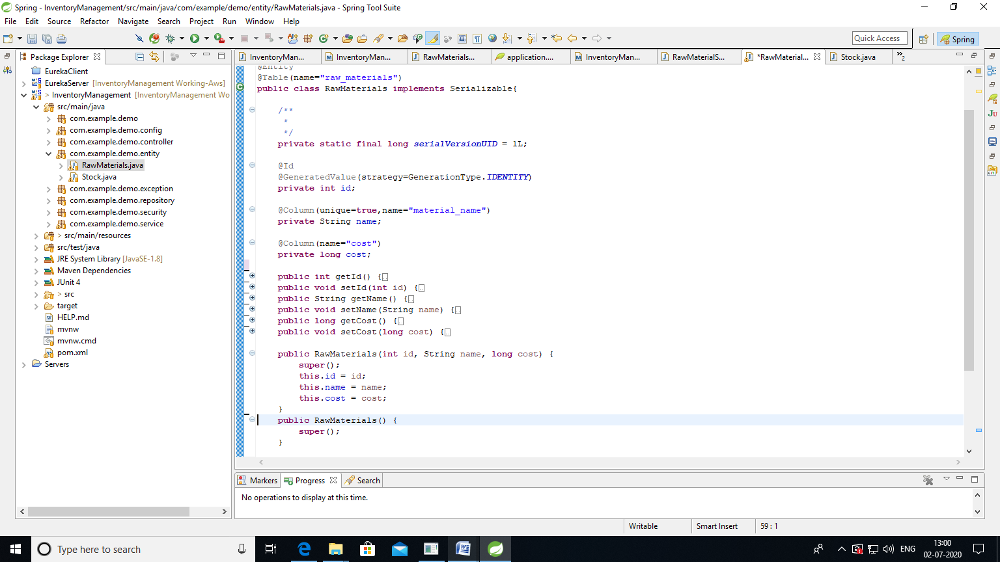 Spring - InventoryManagement/src/main/java/com/example/demo/entity/RawMaterials.java - Spring Tool Suite
File Edit Source Refactor Navigate Search Project Run Window Help
Quick Access
Spring
Package Explorer
EurekaClient
EurekaServer [InventoryManagement Working-Aws]
> InventoryManagement [InventoryManagement Wo
src/main/java
com.example.demo
com.example.demo.config
com.example.demo.controller
com.example.demo.entity
RawMaterials.java
Stock.java
com.example.demo.exception
com.example.demo.repository
com.example.demo.security
com.example.demo.service
> src/main/resources
src/test/java
JRE System Library [JavaSE-1.8]
Maven Dependencies
JUnit 4
> src
target
HELP.md
mvnw
mvnw.cmd
pom.xml
Servers
InventoryMan... InventoryMan... RawMaterials... application.... InventoryMan... RawMaterialS... *RawMaterial... Stock.java »2
@Entity
@Table(name="raw_materials")
public class RawMaterials implements Serializable{
/**
*
*/
private static final long serialVersionUID = 1L;
@Id
@GeneratedValue(strategy=GenerationType.IDENTITY)
private int id;
@Column(unique=true,name="material_name")
private String name;
@Column(name="cost")
private long cost;
public int getId() {
public void setId(int id) {
public String getName() {
public void setName(String name) {
public long getCost() {
public void setCost(long cost) {
public RawMaterials(int id, String name, long cost) {
super();
this.id = id;
this.name = name;
this.cost = cost;
}
public RawMaterials() {
super();
}
Markers Progress Search
No operations to display at this time.
Writable Smart Insert 59 : 1
Type here to search
ENG
13:00
02-07-2020